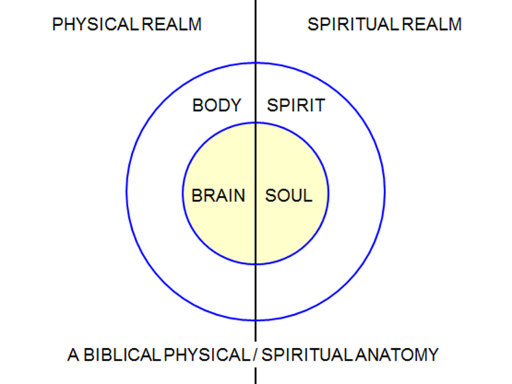 PHYSICAL REALM SPIRITUAL REALM
BODY SPIRIT
BRAIN SOUL
A BIBLICAL PHYSICAL / SPIRITUAL ANATOMY